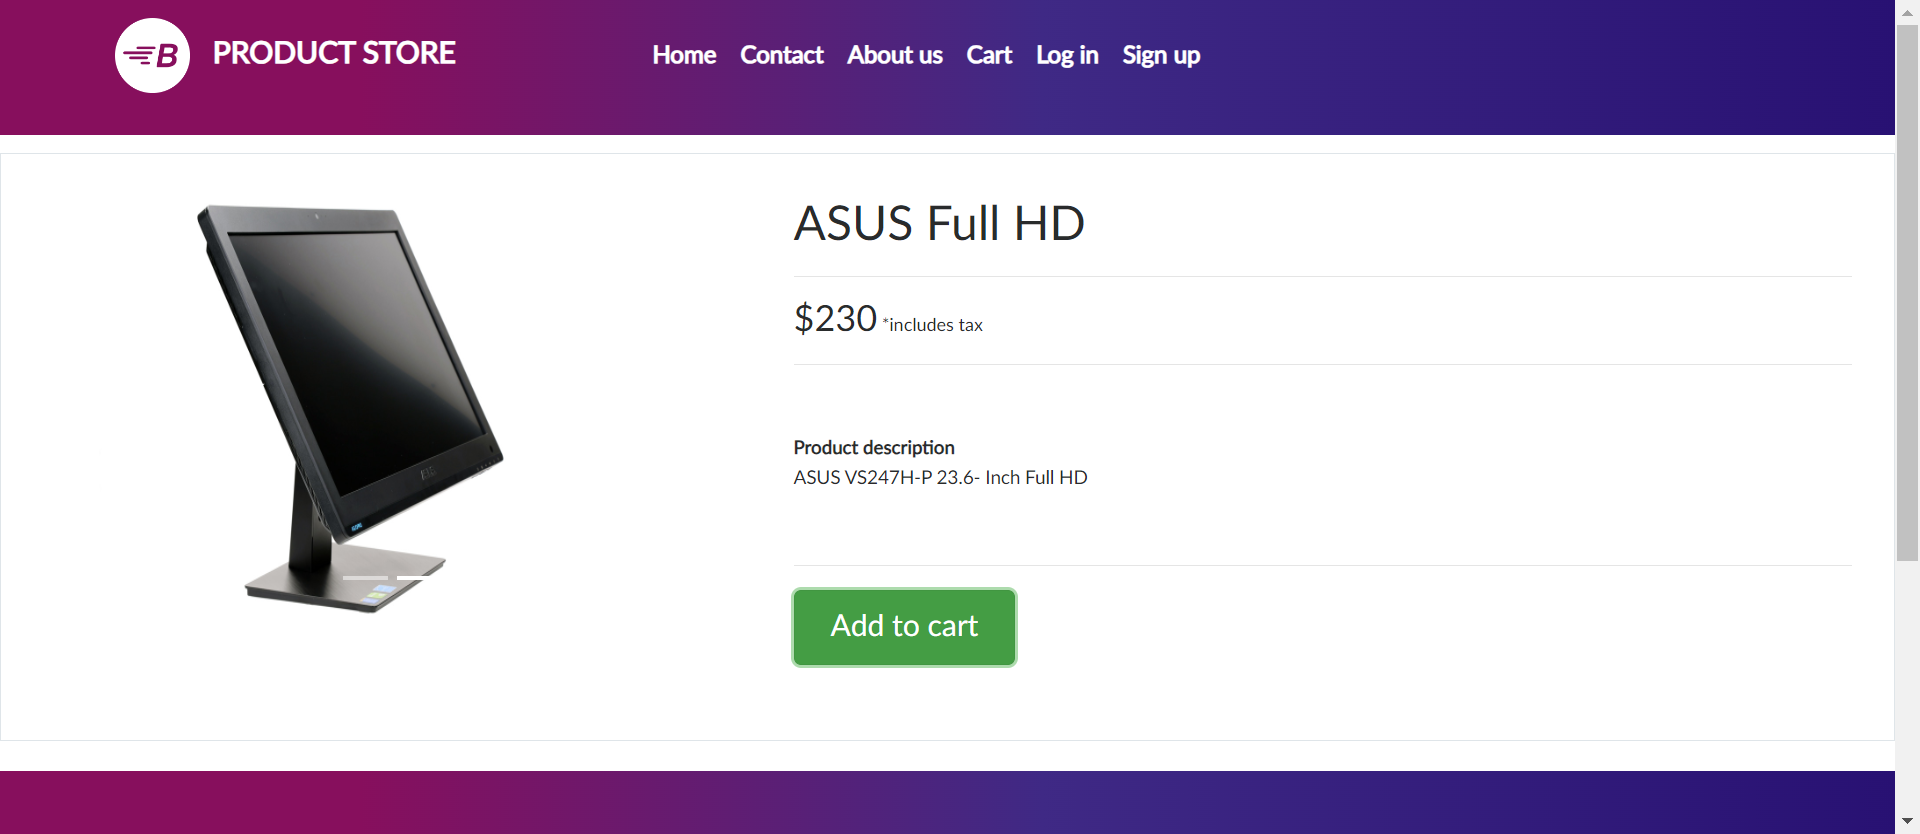 B PRODUCT STORE
Home Contact About us Cart Log in Sign up
ASUS Full HD
$230 *includes tax
Product description
ASUS VS247H-P 23.6- Inch Full HD
Add to cart